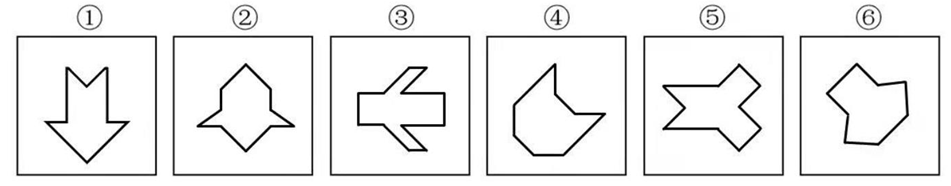 ① ② ③ ④ ⑤ ⑥